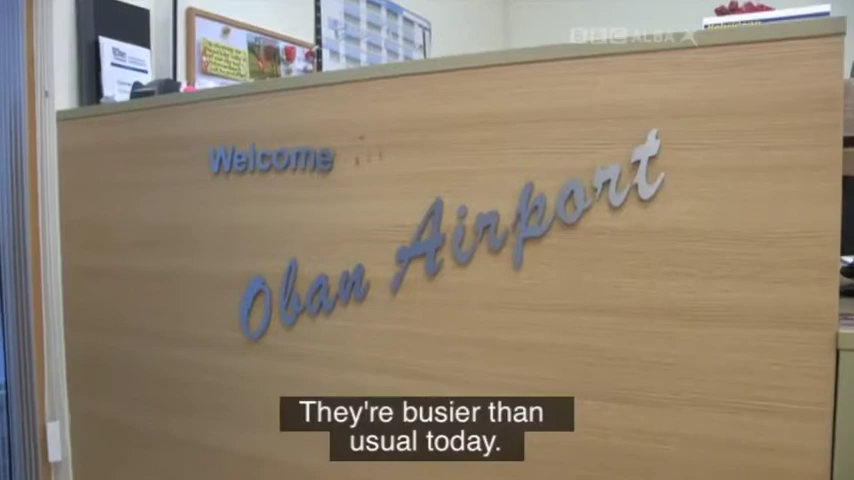 BBC ALBA
Welcome
Oban Airport
They're busier than
usual today.